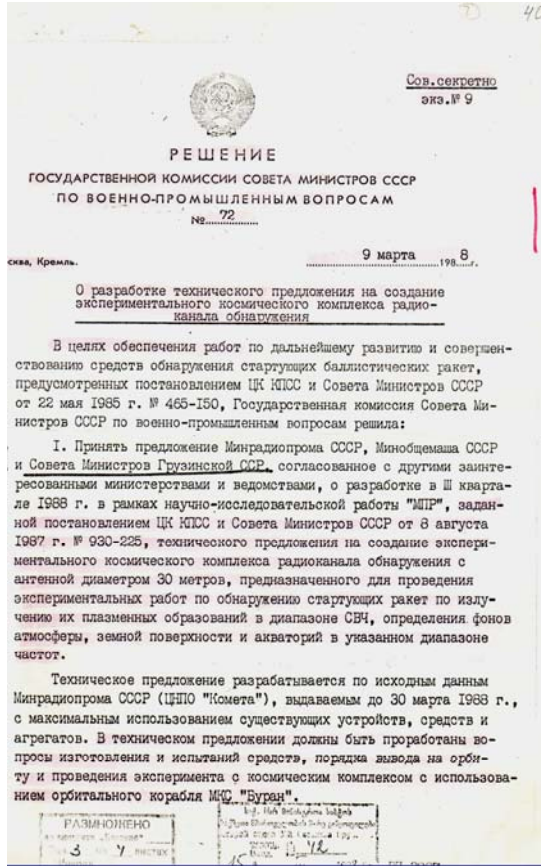 40
Сов.секретно
экз.№ 9
РЕШЕНИЕ
ГОСУДАРСТВЕННОЙ КОМИССИИ СОВЕТА МИНИСТРОВ СССР
ПО ВОЕННО-ПРОМЫШЛЕННЫМ ВОПРОСАМ
№ 72
9 марта 1988 г.
сква, Кремль.
О разработке технического предложения на создание
экспериментального космического комплекса радио-
канала обнаружения
В целях обеспечения работ по дальнейшему развитию и совершен-
ствованию средств обнаружения стартующих баллистических ракет,
предусмотренных постановлением ЦК КПСС и Совета Министров СССР
от 22 мая 1985 г. № 465-150, Государственная комиссия Совета Ми-
нистров СССР по военно-промышленным вопросам решила:
I. Принять предложение Минрадиопрома СССР, Минобщемаша СССР
и Совета Министров Грузинской ССР, согласованное с другими заинте-
ресованными министерствами и ведомствами, о разработке в III кварта-
ле 1988 г. в рамках научно-исследовательской работы "МПР", задан-
ной постановлением ЦК КПСС и Совета Министров СССР от 8 августа
1987 г. № 930-225, технического предложения на создание экспери-
ментального космического комплекса радиоканала обнаружения с
антенной диаметром 30 метров, предназначенного для проведения
экспериментальных работ по обнаружению стартующих ракет по излу-
чению их плазменных образований в диапазоне СВЧ, определения фонов
атмосферы, земной поверхности и акваторий в указанном диапазоне
частот.
Техническое предложение разрабатывается по исходным данным
Минрадиопрома СССР (ЦНПО "Комета"), выдаваемым до 30 марта 1988 г.,
с максимальным использованием существующих устройств, средств и
агрегатов. В техническом предложении должны быть проработаны во-
просы изготовления и испытаний средств, порядка вывода на орби-
ту и проведения эксперимента с космическим комплексом с использова-
нием орбитального корабля МКС "Буран".
РАЗМНОЖЕНО
3
листах